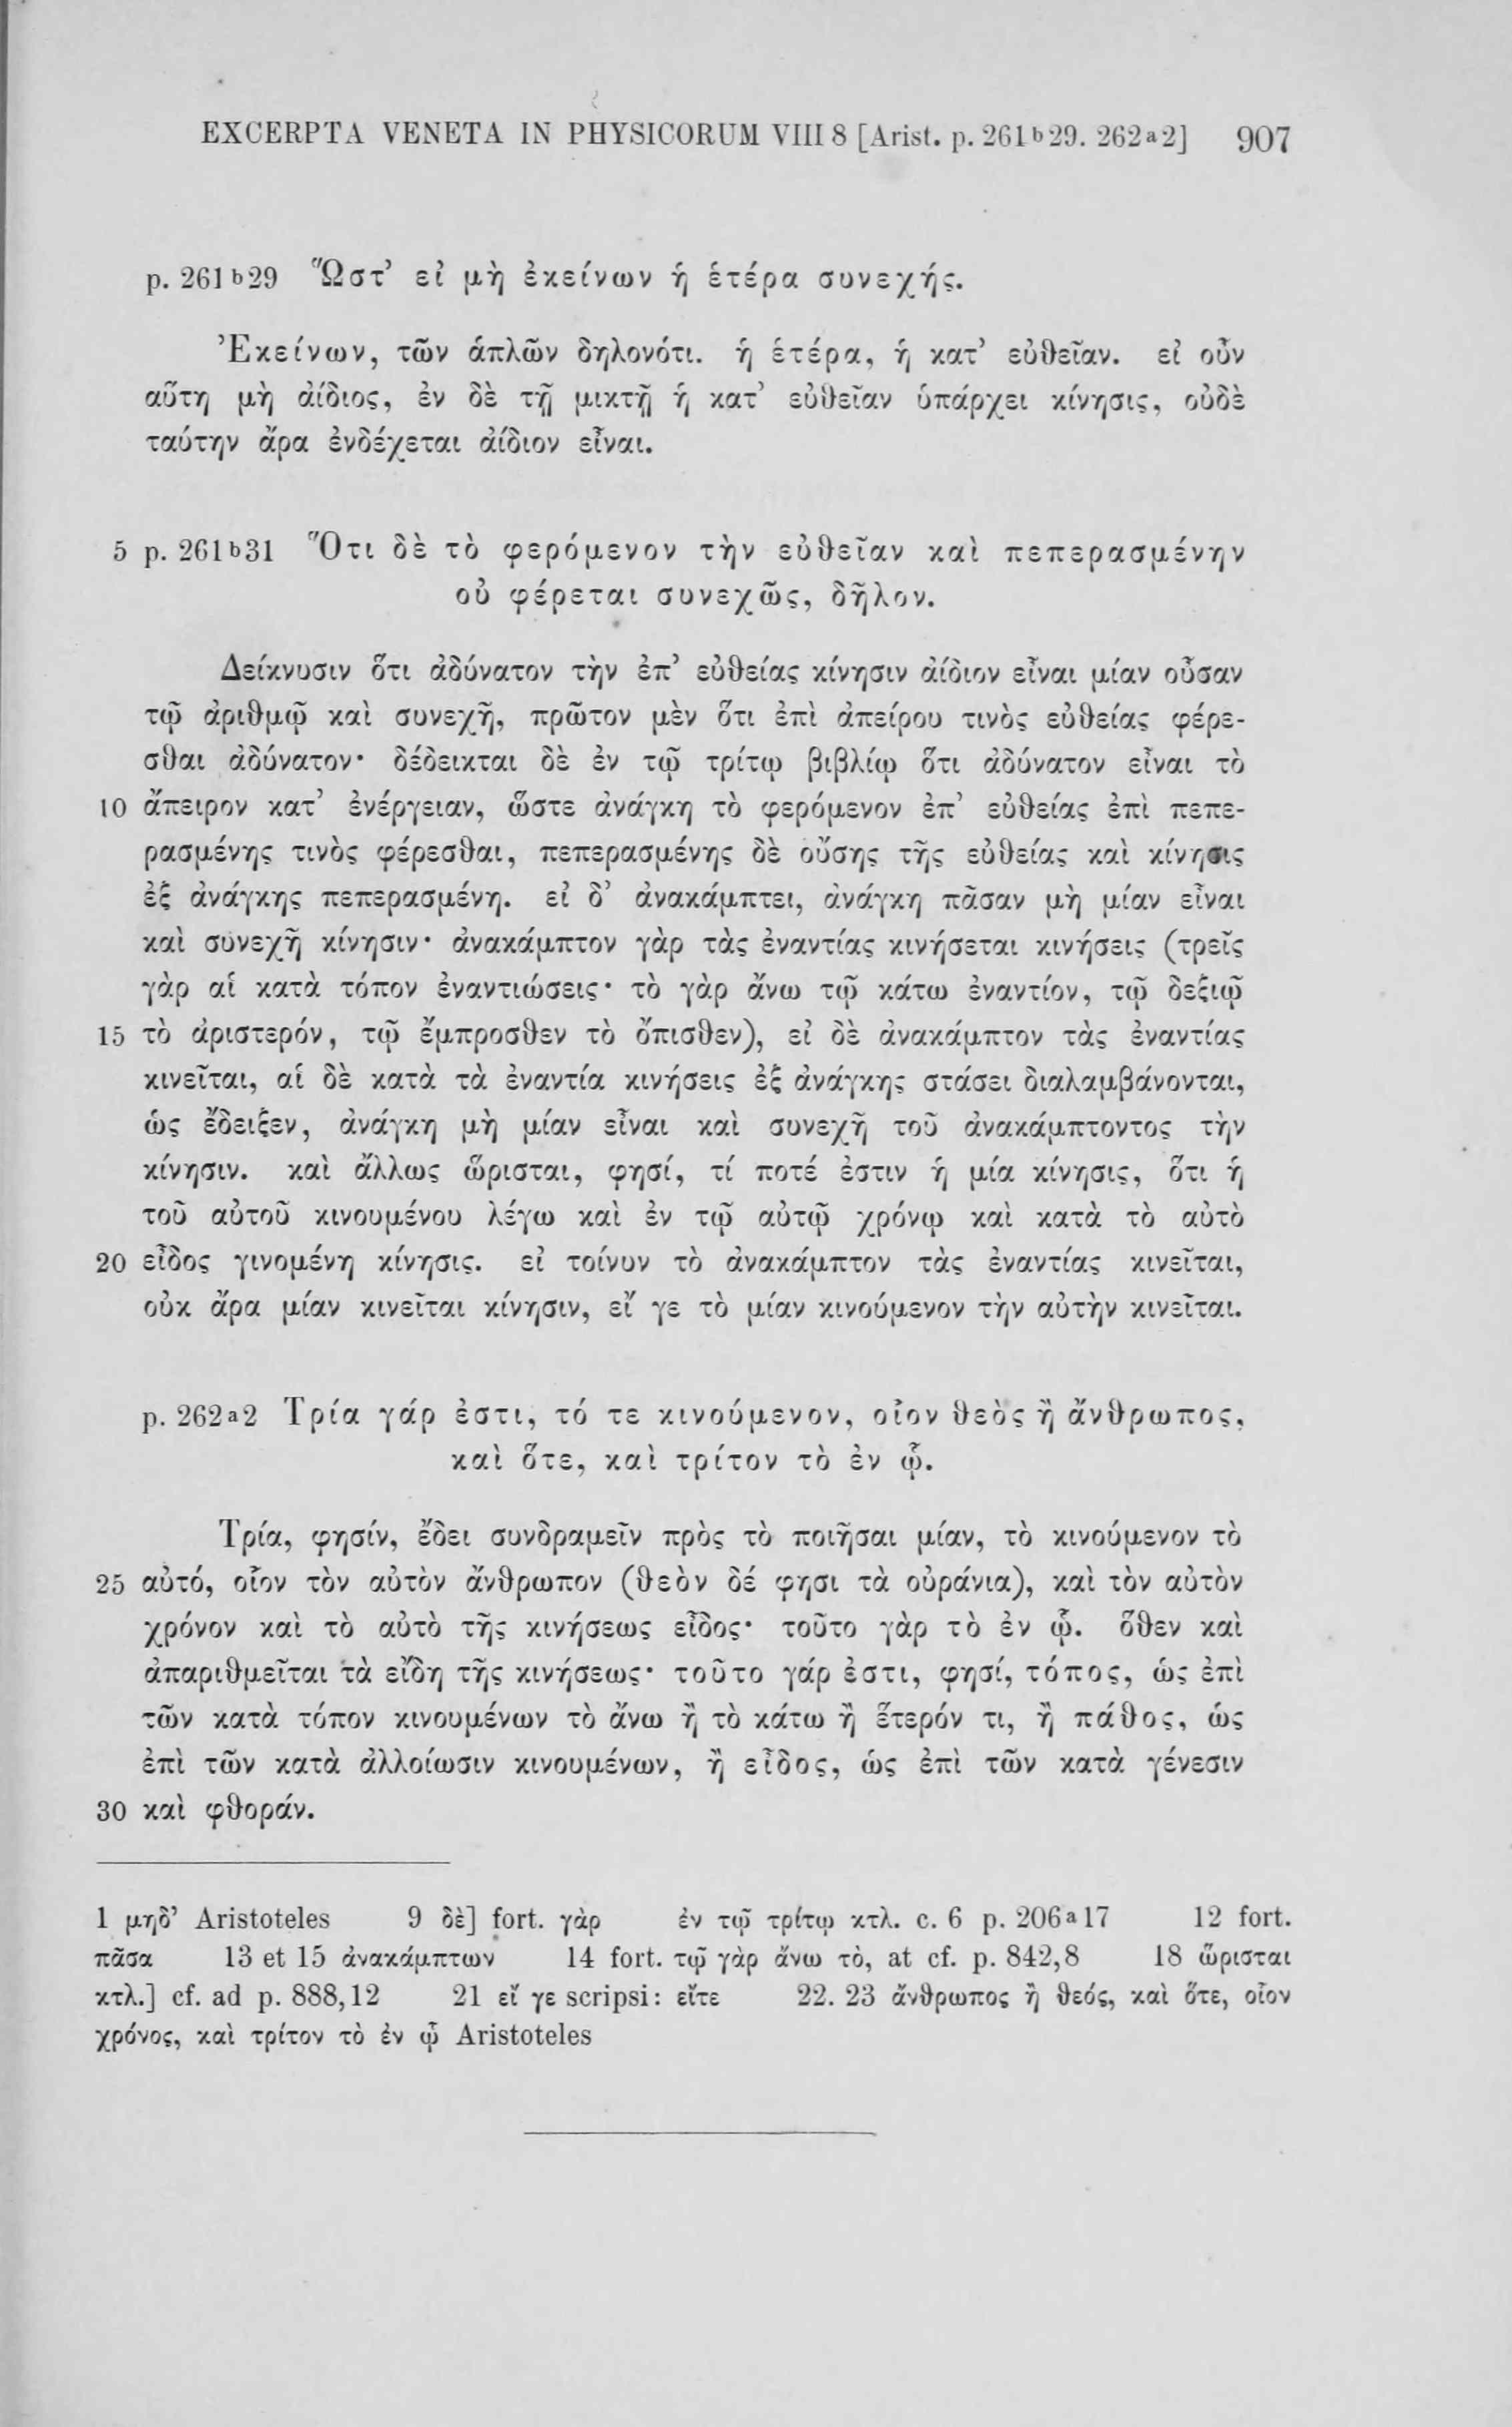 EXCERPTA VENETA IN PHYSICORUM VIII 8 [Arist. p. 261b29. 262a2] 907
p. 261b29 Ὥστ’ εἰ μὴ ἐκείνων ἡ ἑτέρα συνεχής.
Ἐκείνων, τῶν ἁπλῶν δηλονότι. ἡ ἑτέρα, ἡ κατ’ εὐθεῖαν. εἰ οὖν
αὕτη μὴ ἀίδιος, ἐν δὲ τῇ μικτῇ ἡ κατ’ εὐθεῖαν ὑπάρχει κίνησις, οὐδὲ
ταύτην ἄρα ἐνδέχεται ἀίδιον εἶναι.
5 p. 261b31 Ὅτι δὲ τὸ φερόμενον τὴν εὐθεῖαν καὶ πεπερασμένην
οὐ φέρεται συνεχῶς, δῆλον.
Δείκνυσιν ὅτι ἀδύνατον τὴν ἐπ’ εὐθείας κίνησιν ἀίδιον εἶναι μίαν οὖσαν
τῷ ἀριθμῷ καὶ συνεχῆ, πρῶτον μὲν ὅτι ἐπὶ ἀπείρου τινὸς εὐθείας φέρε-
σθαι ἀδύνατον· δέδεικται δὲ ἐν τῷ τρίτῳ βιβλίῳ ὅτι ἀδύνατον εἶναι τὸ
10 ἄπειρον κατ’ ἐνέργειαν, ὥστε ἀνάγκη τὸ φερόμενον ἐπ’ εὐθείας ἐπὶ πεπε-
ρασμένης τινὸς φέρεσθαι, πεπερασμένης δὲ οὔσης τῆς εὐθείας καὶ κίνησις
ἐξ ἀνάγκης πεπερασμένη. εἰ δ’ ἀνακάμπτει, ἀνάγκη πᾶσαν μὴ μίαν εἶναι
καὶ συνεχῆ κίνησιν· ἀνακάμπτον γὰρ τὰς ἐναντίας κινήσεται κινήσεις (τρεῖς
γὰρ αἱ κατὰ τόπον ἐναντιώσεις· τὸ γὰρ ἄνω τῷ κάτω ἐναντίον, τῷ δεξιῷ
15 τὸ ἀριστερόν, τῷ ἔμπροσθεν τὸ ὄπισθεν), εἰ δὲ ἀνακάμπτον τὰς ἐναντίας
κινεῖται, αἱ δὲ κατὰ τὰ ἐναντία κινήσεις ἐξ ἀνάγκης στάσει διαλαμβάνονται,
ὡς ἔδειξεν, ἀνάγκη μὴ μίαν εἶναι καὶ συνεχῆ τοῦ ἀνακάμπτοντος τὴν
κίνησιν. καὶ ἄλλως ὥρισται, φησί, τί ποτέ ἐστιν ἡ μία κίνησις, ὅτι ἡ
τοῦ αὐτοῦ κινουμένου λέγω καὶ ἐν τῷ αὐτῷ χρόνῳ καὶ κατὰ τὸ αὐτὸ
20 εἶδος γινομένη κίνησις. εἰ τοίνυν τὸ ἀνακάμπτον τὰς ἐναντίας κινεῖται,
οὐκ ἄρα μίαν κινεῖται κίνησιν, εἴ γε τὸ μίαν κινούμενον τὴν αὐτὴν κινεῖται.
p. 262a2 Τρία γάρ ἐστι, τό τε κινούμενον, οἷον θεὸς ἢ ἄνθρωπος,
καὶ ὅτε, καὶ τρίτον τὸ ἐν ᾧ.
Τρία, φησίν, ἔδει συνδραμεῖν πρὸς τὸ ποιῆσαι μίαν, τὸ κινούμενον τὸ
25 αὐτό, οἷον τὸν αὐτὸν ἄνθρωπον (θεὸν δέ φησι τὰ οὐράνια), καὶ τὸν αὐτὸν
χρόνον καὶ τὸ αὐτὸ τῆς κινήσεως εἶδος· τοῦτο γὰρ τὸ ἐν ᾧ. ὅθεν καὶ
ἀπαριθμεῖται τὰ εἴδη τῆς κινήσεως· τοῦτο γάρ ἐστι, φησί, τόπος, ὡς ἐπὶ
τῶν κατὰ τόπον κινουμένων τὸ ἄνω ἢ τὸ κάτω ἢ ἕτερόν τι, ἢ πάθος, ὡς
ἐπὶ τῶν κατὰ ἀλλοίωσιν κινουμένων, ἢ εἶδος, ὡς ἐπὶ τῶν κατὰ γένεσιν
30 καὶ φθοράν.
1 μηδ’ Aristoteles 9 δὲ] fort. γὰρ ἐν τῷ τρίτῳ κτλ. c. 6 p. 206a17 12 fort.
πᾶσα 13 et 15 ἀνακάμπτων 14 fort. τῷ γὰρ ἄνω τὸ, at cf. p. 842,8 18 ὥρισται
κτλ.] cf. ad p. 888,12 21 εἴ γε scripsi: εἴτε 22. 23 ἄνθρωπος ἢ θεός, καὶ ὅτε, οἷον
χρόνος, καὶ τρίτον τὸ ἐν ᾧ Aristoteles